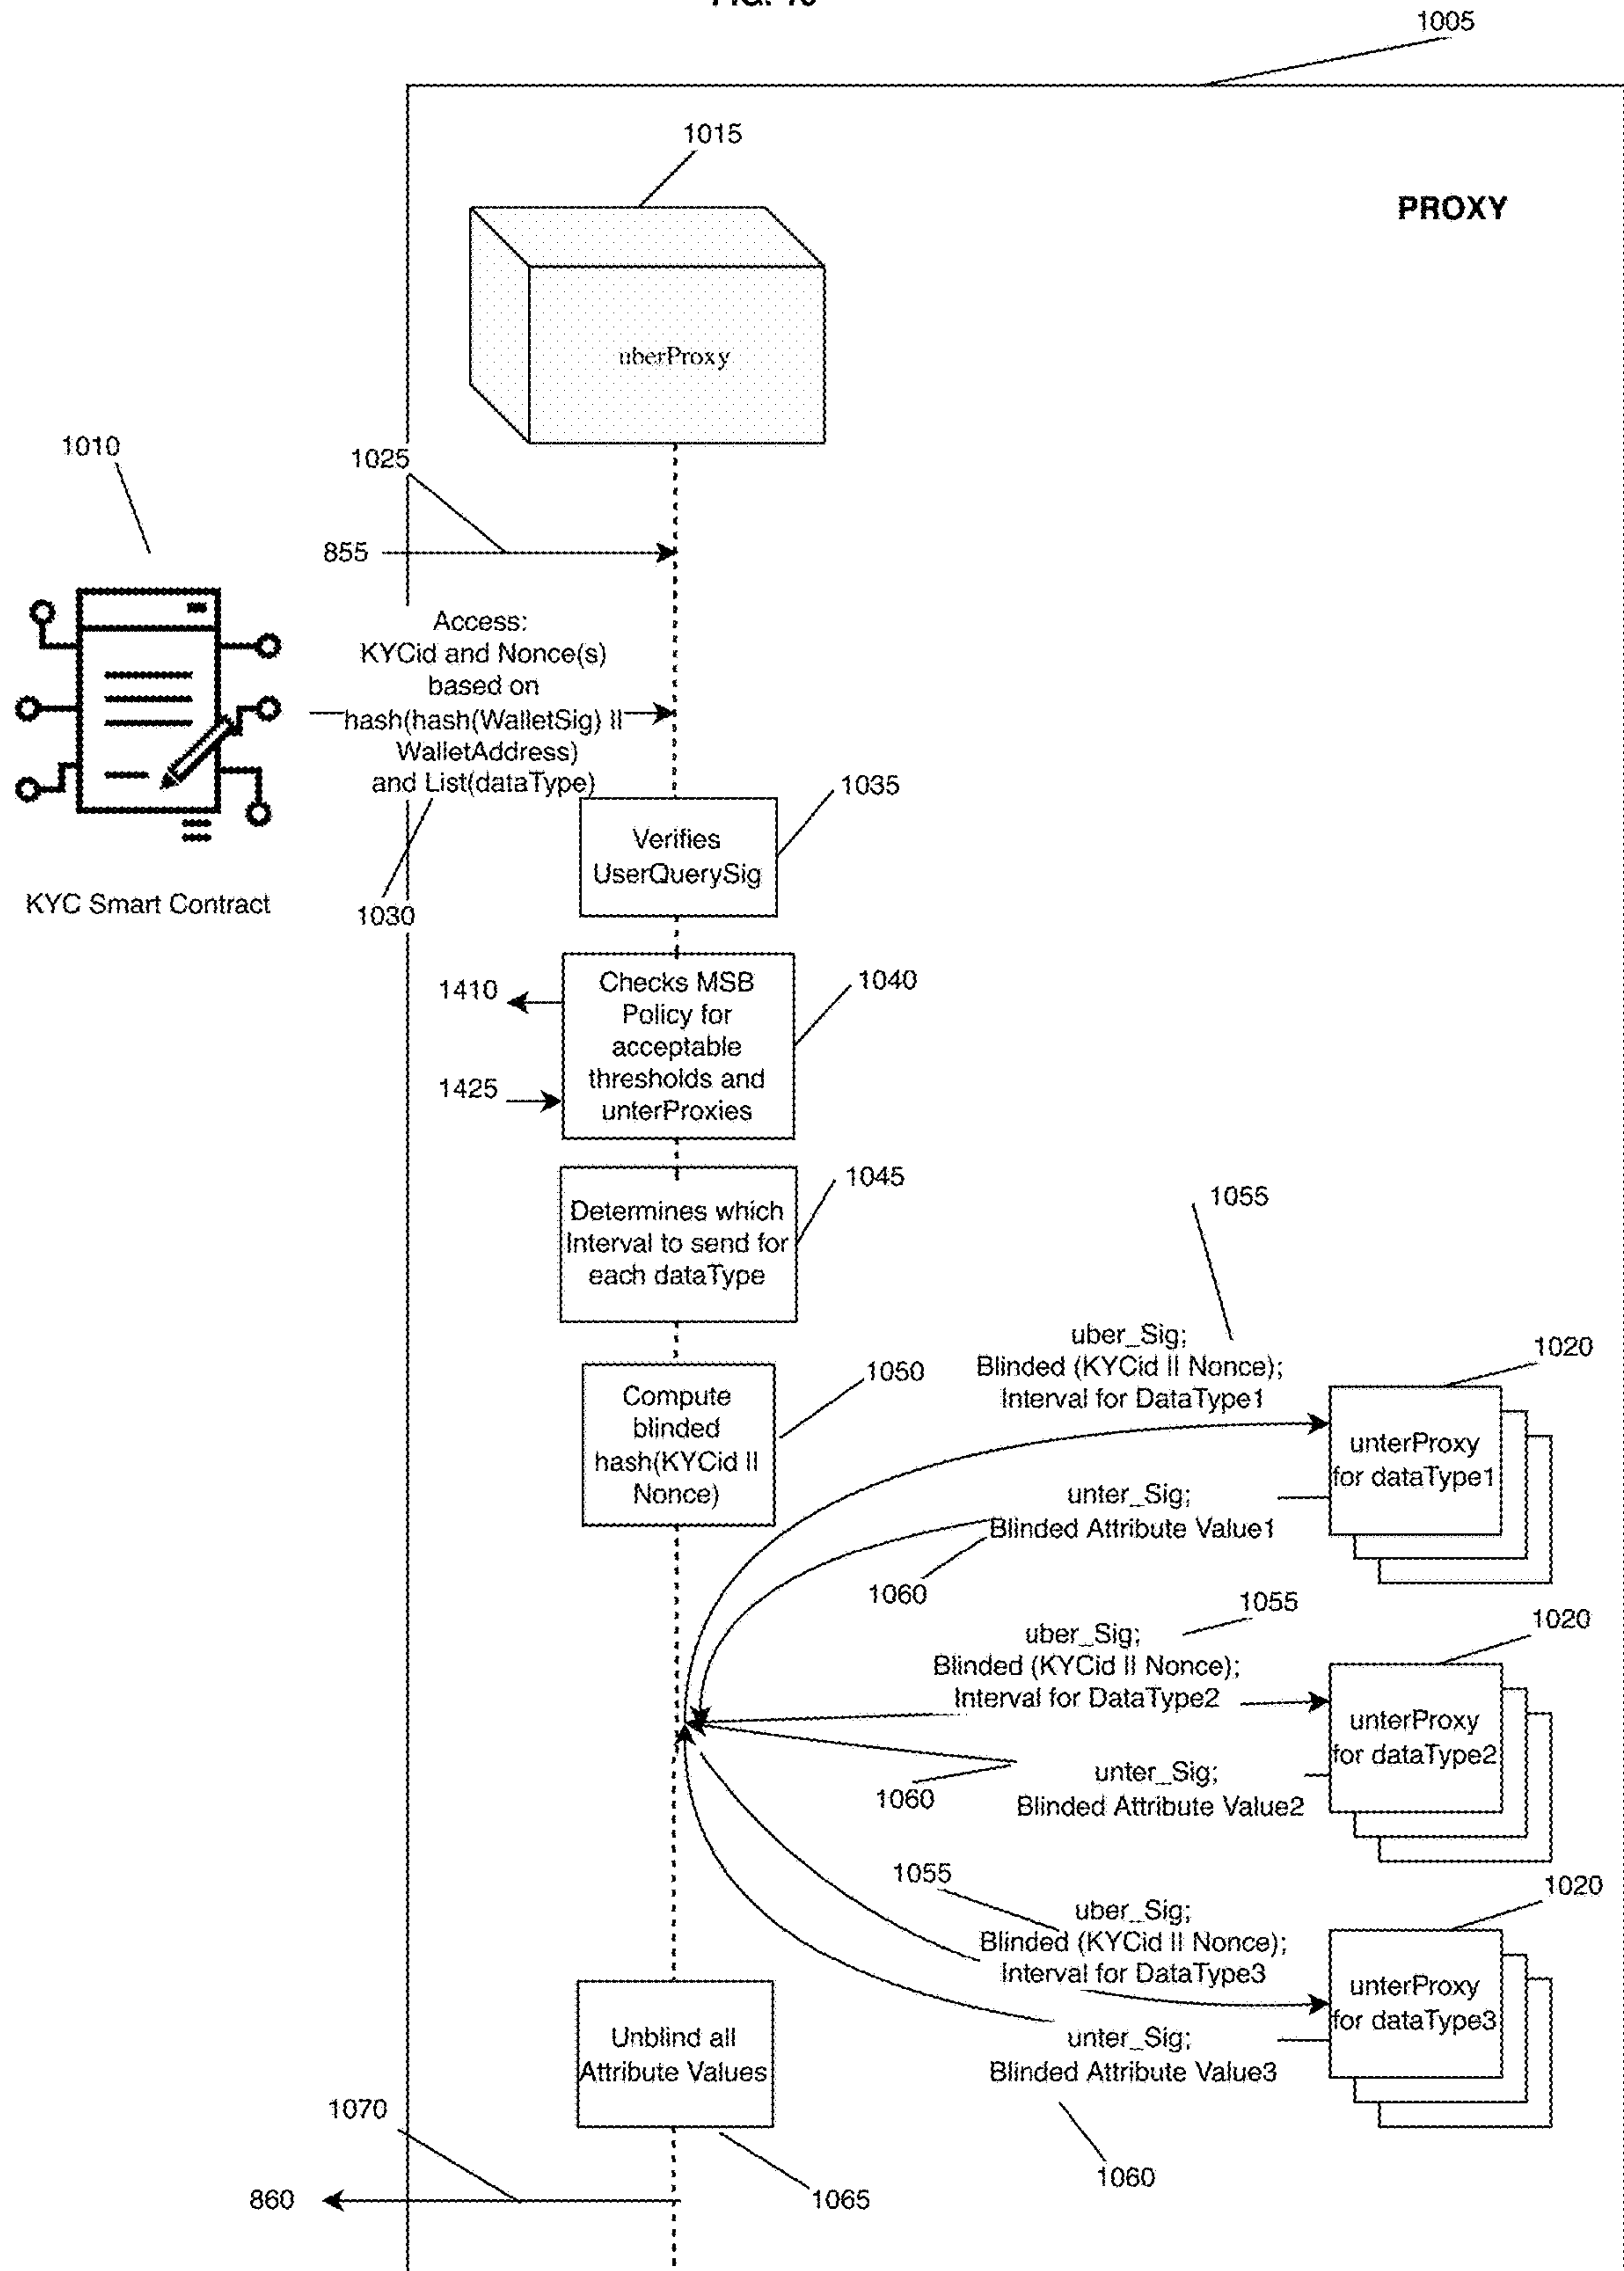 FIG. 10
1005
1015
PROXY
uberProxy
1010
1025
855
Access:
KYCid and Nonce(s)
based on
hash(hash(WalletSig) ||
WalletAddress)
and List(dataType)
1035
Verifies
UserQuerySig
KYC Smart Contract
1030
1410
Checks MSB
Policy for
acceptable
thresholds and
unterProxies
1040
1425
1045
Determines which
Interval to send for
each dataType
1055
uber_Sig;
Blinded (KYCid || Nonce);
Interval for DataType1
1020
1050
Compute
blinded
hash(KYCid ||
Nonce)
unterProxy
for dataType1
unter_Sig;
Blinded Attribute Value1
1060
1055
1020
uber_Sig;
Blinded (KYCid || Nonce);
Interval for DataType2
unterProxy
for dataType2
1060
unter_Sig;
Blinded Attribute Value2
1055
1020
uber_Sig;
Blinded (KYCid || Nonce);
Interval for DataType3
unterProxy
for dataType3
Unblind all
Attribute Values
unter_Sig;
Blinded Attribute Value3
1070
1060
860
1065